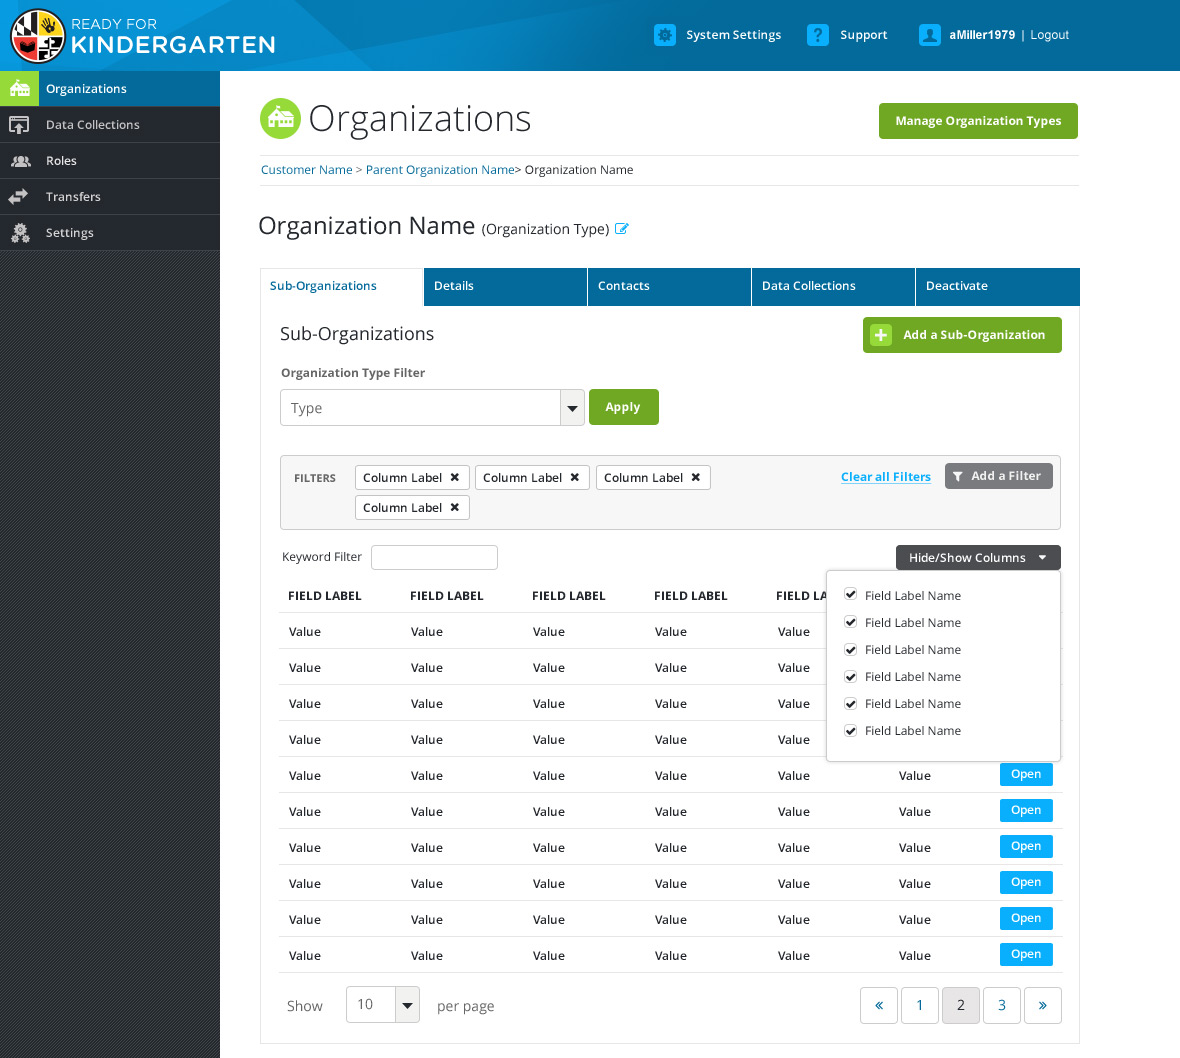 READY FOR
KINDERGARTEN
System Settings
Support
aMiller1979 | Logout
Organizations
Data Collections
Roles
Transfers
Settings
Organizations
Manage Organization Types
Customer Name > Parent Organization Name> Organization Name
Organization Name (Organization Type)
Sub-Organizations Details Contacts Data Collections Deactivate
Sub-Organizations
Add a Sub-Organization
Organization Type Filter
Type
Apply
FILTERS Column Label Column Label Column Label Clear all Filters Add a Filter
Column Label
Keyword Filter
Hide/Show Columns
Field Label Name
Field Label Name
Field Label Name
Field Label Name
Field Label Name
Field Label Name
FIELD LABEL FIELD LABEL FIELD LABEL FIELD LABEL FIELD LA
Value Value Value Value Value
Value Value Value Value Value
Value Value Value Value Value
Value Value Value Value Value
Value Value Value Value Value Value Open
Value Value Value Value Value Value Open
Value Value Value Value Value Value Open
Value Value Value Value Value Value Open
Value Value Value Value Value Value Open
Value Value Value Value Value Value Open
Show 10 per page
« 1 2 3 »